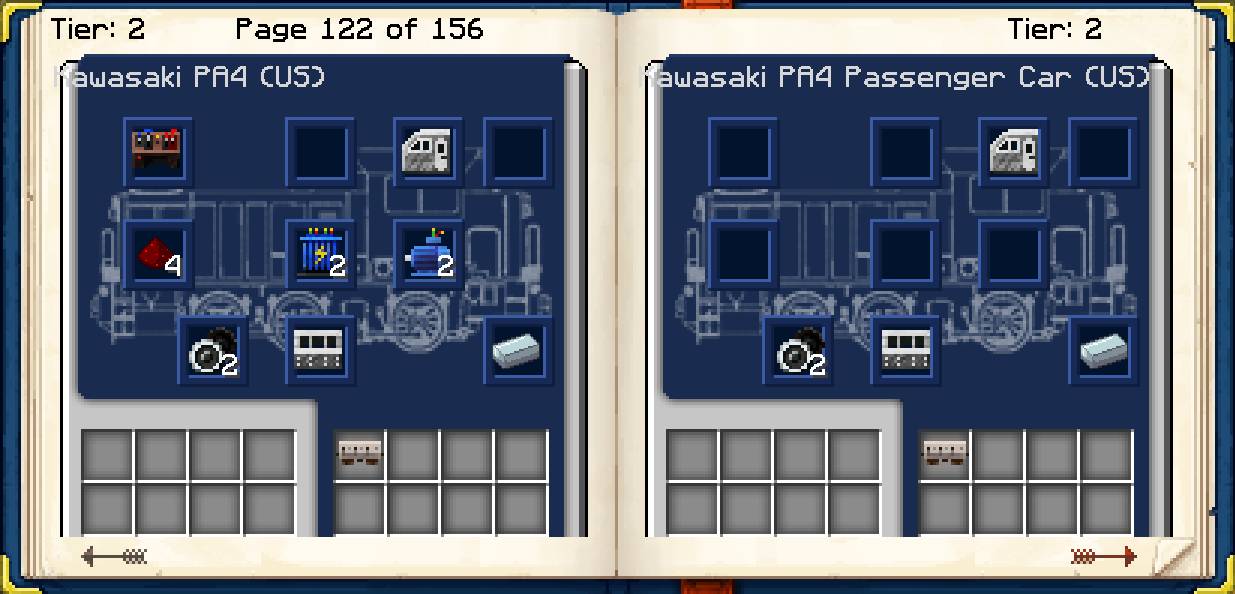 Tier: 2
Page 122 of 156
Kawasaki PA4 (US)
4
2
2
2
Tier: 2
Kawasaki PA4 Passenger Car (US)
2